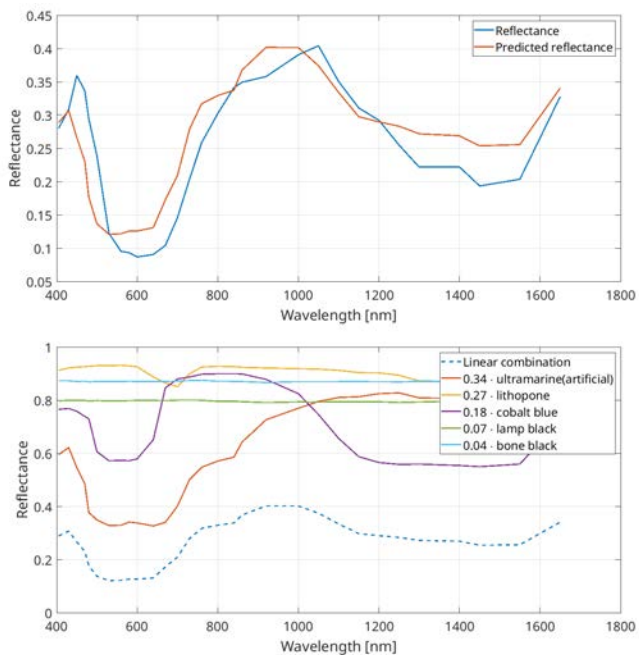 0.45
0.4
0.35
0.3
0.25
0.2
0.15
0.1
0.05
Reflectance
Reflectance
Predicted reflectance
400 600 800 1000 1200 1400 1600 1800
Wavelength [nm]
1
0.8
0.6
0.4
0.2
0
Reflectance
Linear combination
0.34 · ultramarine(artificial)
0.27 · lithopone
0.18 · cobalt blue
0.07 · lamp black
0.04 · bone black
400 600 800 1000 1200 1400 1600 1800
Wavelength [nm]